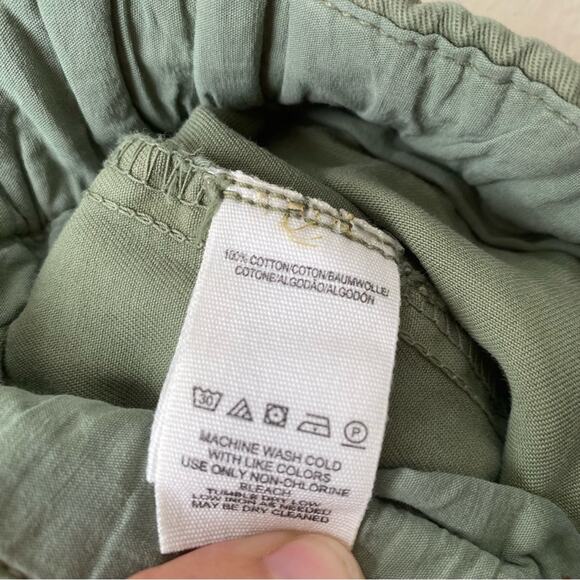 100% COTTON/COTON/BAUMWOLLE/
COTONE/ALGODÃO/ALGODÓN
30 P
MACHINE WASH COLD
WITH LIKE COLORS
USE ONLY NON-CHLORINE
BLEACH
TUMBLE DRY LOW
LOW IRON AS NEEDED
MAY BE DRY CLEANED